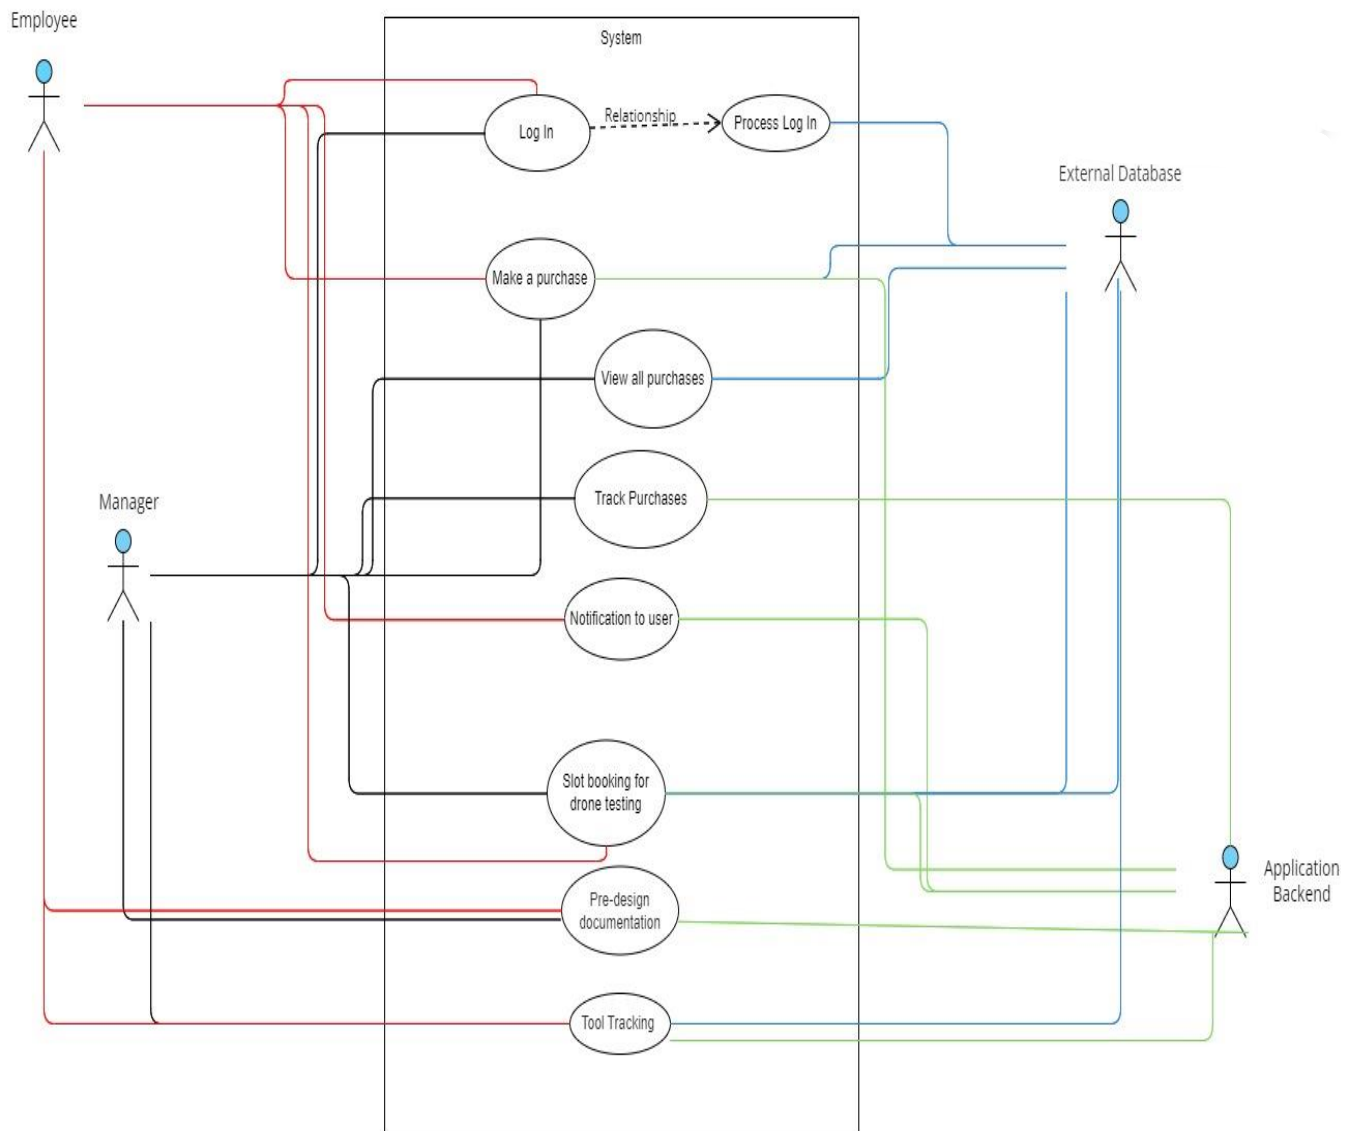 Employee
System
Log In
Relationship
Process Log In
External Database
Make a purchase
View all purchases
Track Purchases
Manager
Notification to user
Slot booking for
drone testing
Application
Backend
Pre-design
documentation
Tool Tracking